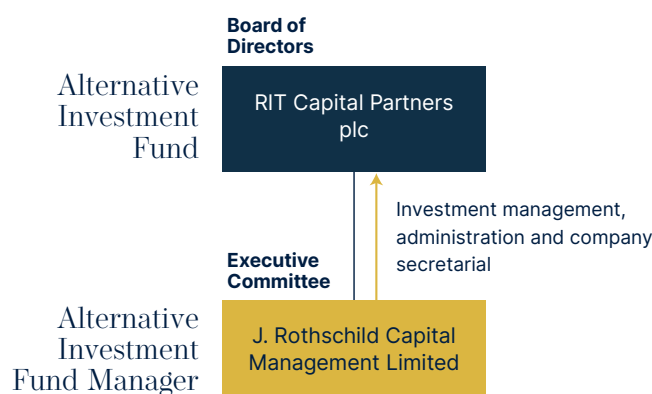 Board of
Directors
Alternative
Investment
Fund
RIT Capital Partners
plc
Investment management,
administration and company
secretarial
Executive
Committee
Alternative
Investment
Fund Manager
J. Rothschild Capital
Management Limited